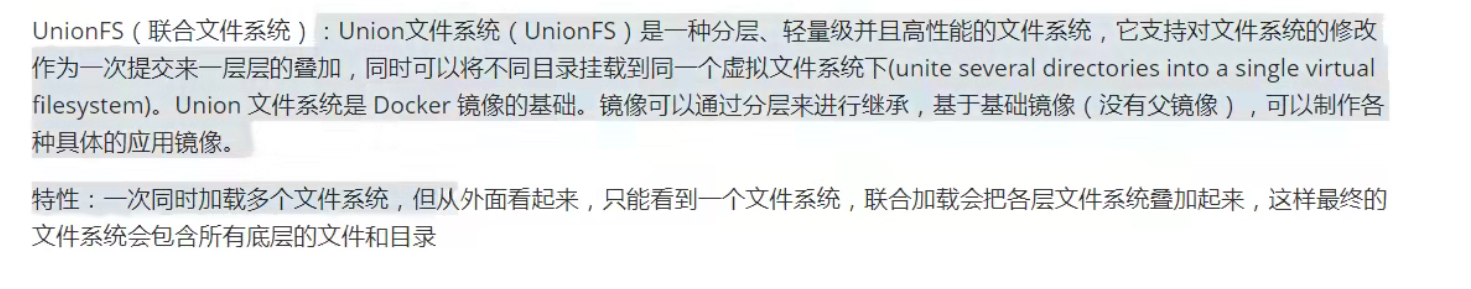 UnionFS（联合文件系统）：Union文件系统（UnionFS）是一种分层、轻量级并且高性能的文件系统，它支持对文件系统的修改
作为一次提交来一层层的叠加，同时可以将不同目录挂载到同一个虚拟文件系统下(unite several directories into a single virtual
filesystem)。Union 文件系统是 Docker 镜像的基础。镜像可以通过分层来进行继承，基于基础镜像（没有父镜像），可以制作各
种具体的应用镜像。
特性：一次同时加载多个文件系统，但从外面看起来，只能看到一个文件系统，联合加载会把各层文件系统叠加起来，这样最终的
文件系统会包含所有底层的文件和目录